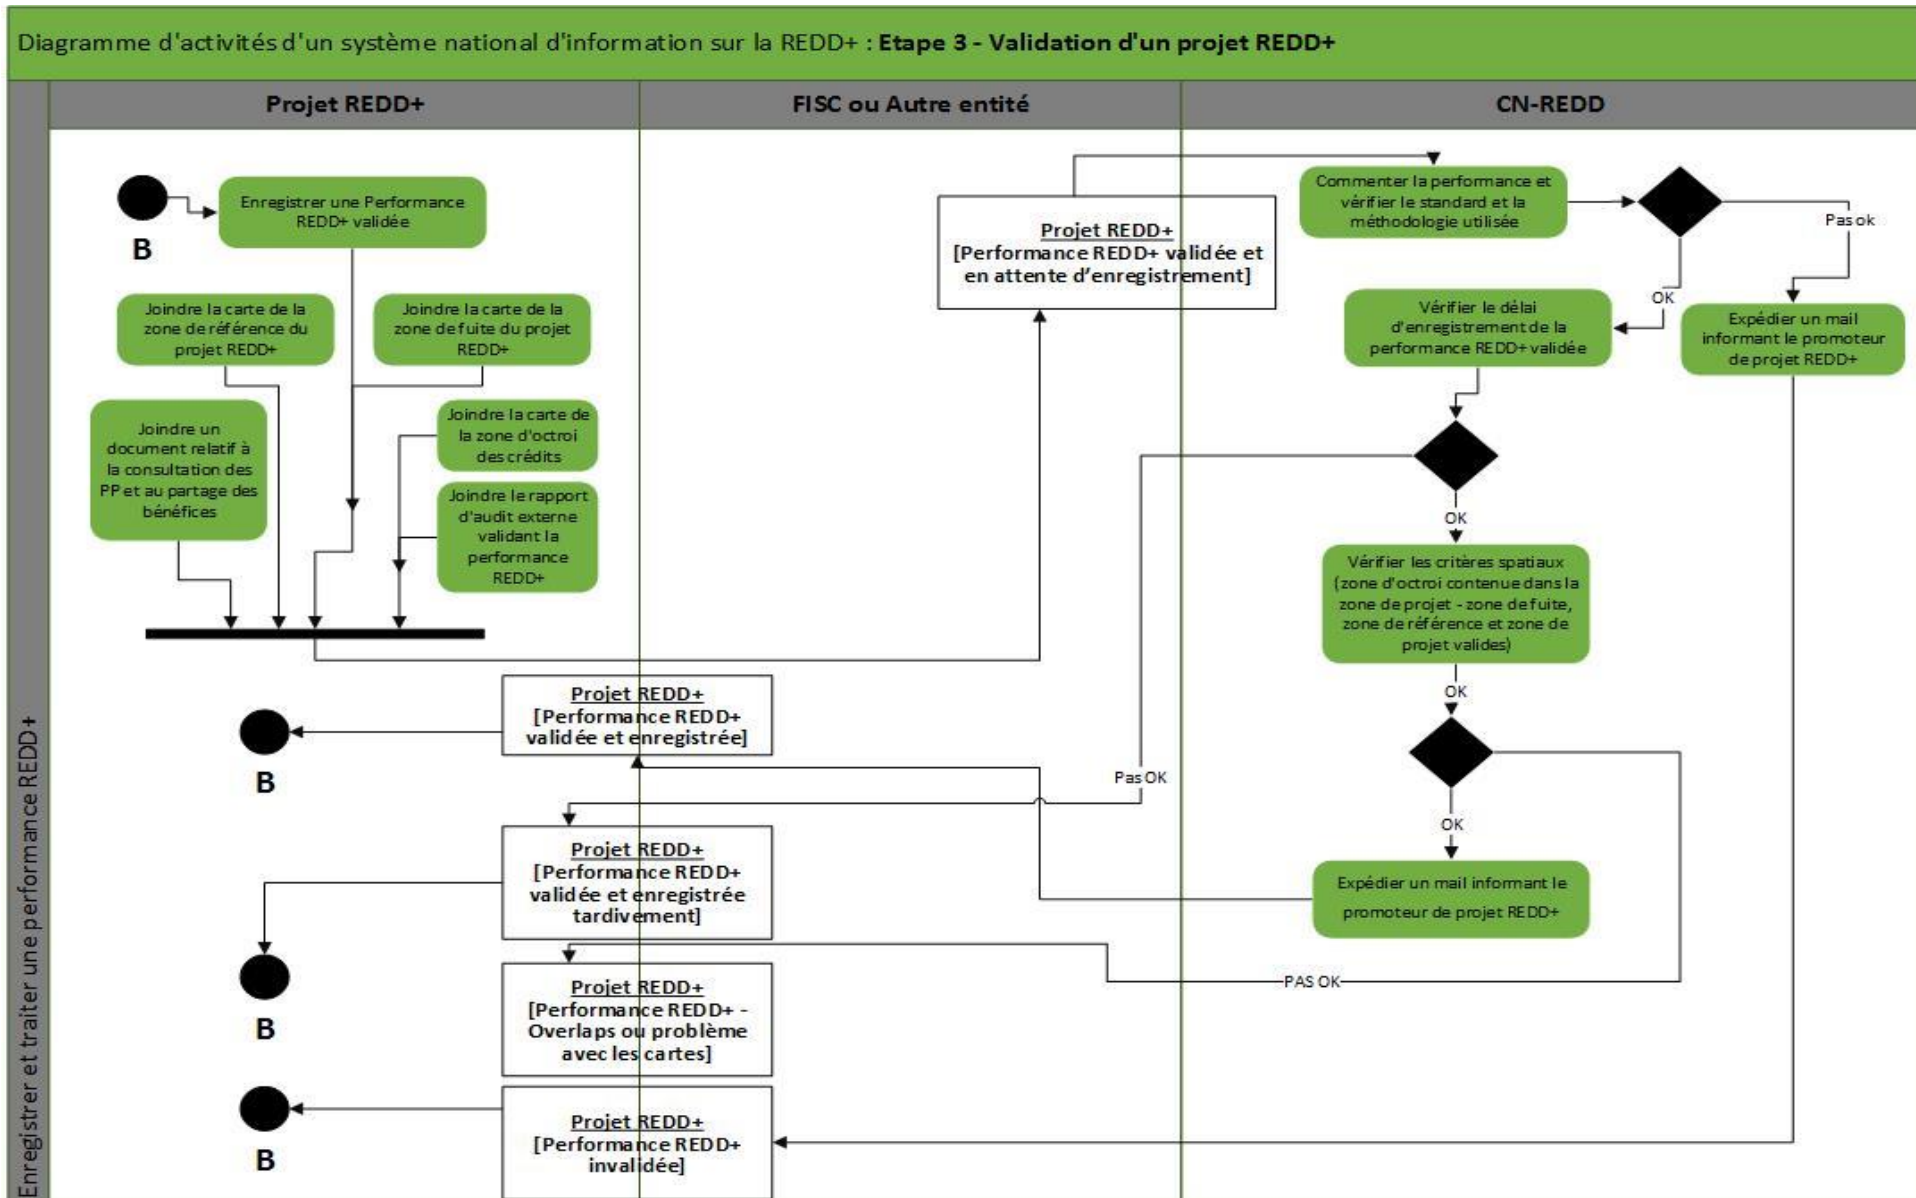 Diagramme d'activités d'un système national d'information sur la REDD+ : Etape 3 - Validation d'un projet REDD+
Projet REDD+
FISC ou Autre entité
CN-REDD
Enregistrer et traiter une performance REDD+
B
Enregistrer une Performance
REDD+ validée
Joindre la carte de la
zone de référence du
projet REDD+
Joindre la carte de la
zone de fuite du projet
REDD+
Joindre un
document relatif à
la consultation des
PP et au partage des
bénéfices
Joindre la carte de
la zone d'octroi
des crédits
Joindre le rapport
d'audit externe
validant la
performance
REDD+
Projet REDD+
[Performance REDD+ validée et
en attente d’enregistrement]
Commenter la performance et
vérifier le standard et la
méthodologie utilisée
Pas ok
OK
Vérifier le délai
d'enregistrement de la
performance REDD+ validée
Expédier un mail
informant le promoteur
de projet REDD+
OK
Vérifier les critères spatiaux
(zone d'octroi contenue dans la
zone de projet - zone de fuite,
zone de référence et zone de
projet valides)
OK
Pas OK
OK
Expédier un mail informant le
promoteur de projet REDD+
PAS OK
Projet REDD+
[Performance REDD+
validée et enregistrée]
B
Projet REDD+
[Performance REDD+
validée et enregistrée
tardivement]
B
Projet REDD+
[Performance REDD+ -
Overlaps ou problème
avec les cartes]
Projet REDD+
[Performance REDD+
invalidée]
B